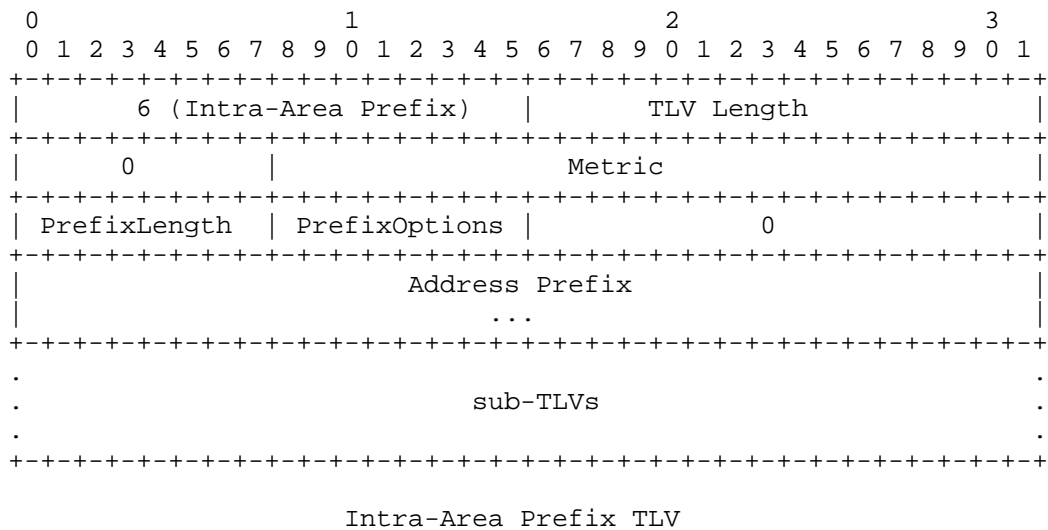 0                   1                   2                   3
 0 1 2 3 4 5 6 7 8 9 0 1 2 3 4 5 6 7 8 9 0 1 2 3 4 5 6 7 8 9 0 1
+-+-+-+-+-+-+-+-+-+-+-+-+-+-+-+-+-+-+-+-+-+-+-+-+-+-+-+-+-+-+-+-+
|       6 (Intra-Area Prefix)   |       TLV Length              |
+-+-+-+-+-+-+-+-+-+-+-+-+-+-+-+-+-+-+-+-+-+-+-+-+-+-+-+-+-+-+-+-+
|      0        |                  Metric                       |
+-+-+-+-+-+-+-+-+-+-+-+-+-+-+-+-+-+-+-+-+-+-+-+-+-+-+-+-+-+-+-+-+
| PrefixLength  | PrefixOptions |              0                |
+-+-+-+-+-+-+-+-+-+-+-+-+-+-+-+-+-+-+-+-+-+-+-+-+-+-+-+-+-+-+-+-+
|                        Address Prefix                         |
|                             ...                               |
+-+-+-+-+-+-+-+-+-+-+-+-+-+-+-+-+-+-+-+-+-+-+-+-+-+-+-+-+-+-+-+-+
.                                                               .
.                            sub-TLVs                           .
.                                                               .
+-+-+-+-+-+-+-+-+-+-+-+-+-+-+-+-+-+-+-+-+-+-+-+-+-+-+-+-+-+-+-+-+
                     Intra-Area Prefix TLV